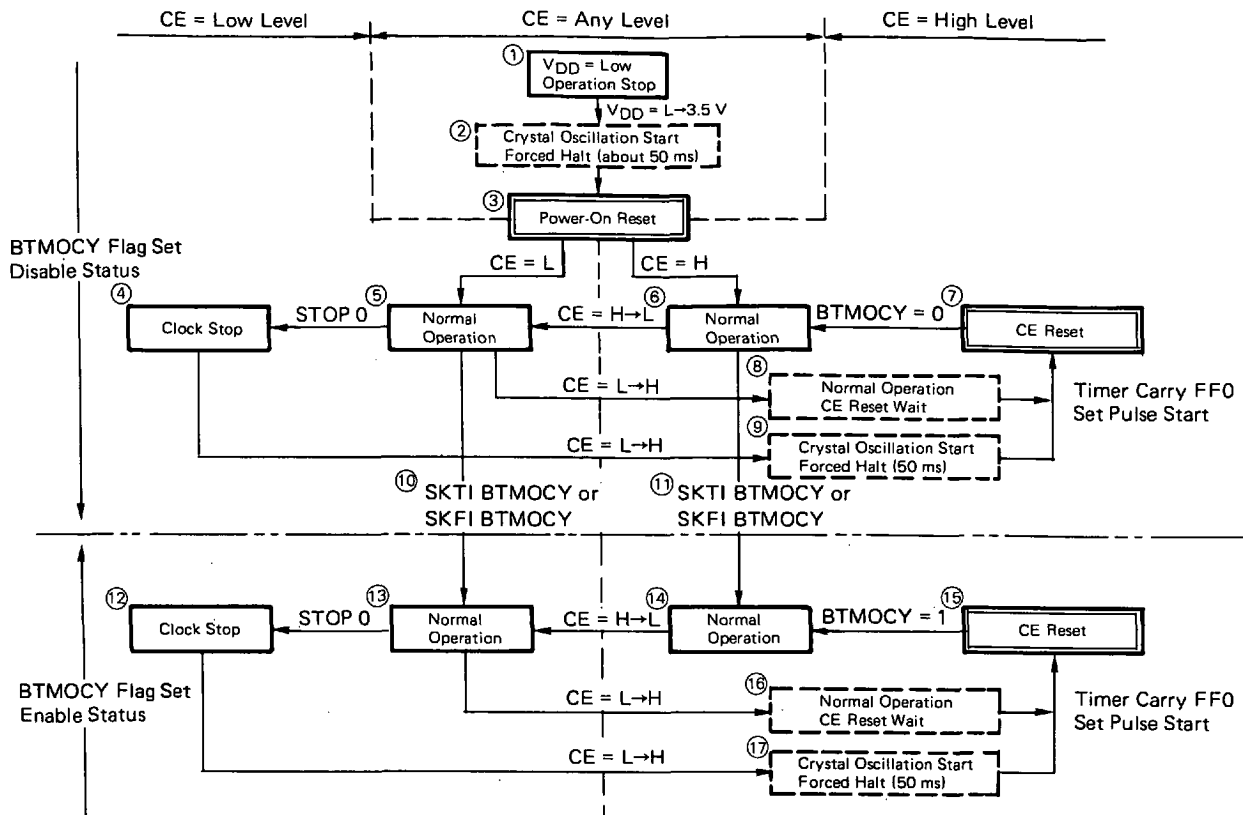 CE = Low Level
CE = Any Level
CE = High Level
①
VDD = Low
Operation Stop
VDD = L→3.5 V
②
Crystal Oscillation Start
Forced Halt (about 50 ms)
③
Power-On Reset
BTMOCY Flag Set
Disable Status
CE = L
CE = H
④
Clock Stop
STOP 0
⑤
Normal
Operation
CE = H→L
⑥
Normal
Operation
BTMOCY = 0
⑦
CE Reset
CE = L→H
⑧
Normal Operation
CE Reset Wait
Timer Carry FF0
Set Pulse Start
CE = L→H
⑨
Crystal Oscillation Start
Forced Halt (50 ms)
⑩
SKTI BTMOCY or
SKFI BTMOCY
⑪
SKTI BTMOCY or
SKFI BTMOCY
⑫
Clock Stop
STOP 0
⑬
Normal
Operation
CE = H→L
⑭
Normal
Operation
BTMOCY = 1
⑮
CE Reset
BTMOCY Flag Set
Enable Status
CE = L→H
⑯
Normal Operation
CE Reset Wait
Timer Carry FF0
Set Pulse Start
CE = L→H
⑰
Crystal Oscillation Start
Forced Halt (50 ms)